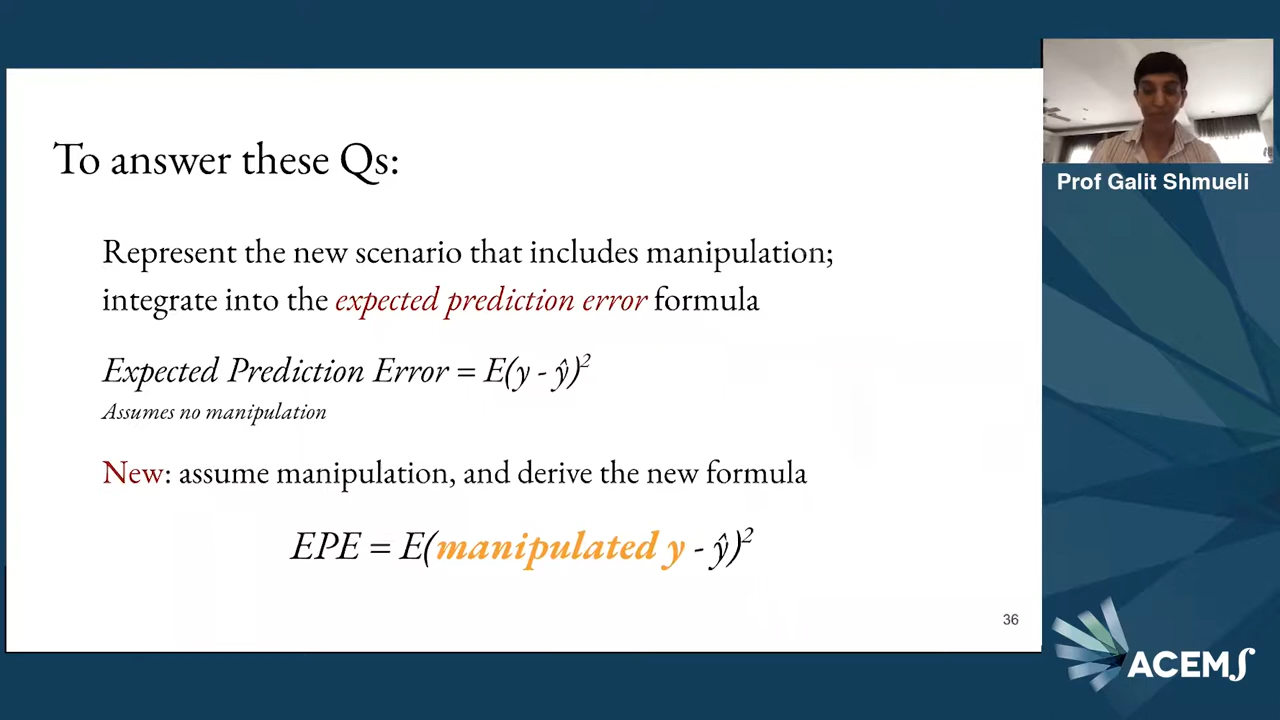 To answer these Qs:
Represent the new scenario that includes manipulation;
integrate into the expected prediction error formula
Expected Prediction Error = E(y - ŷ)²
Assumes no manipulation
New: assume manipulation, and derive the new formula
EPE = E(manipulated y - ŷ)²
36
Prof Galit Shmueli
ACEMS